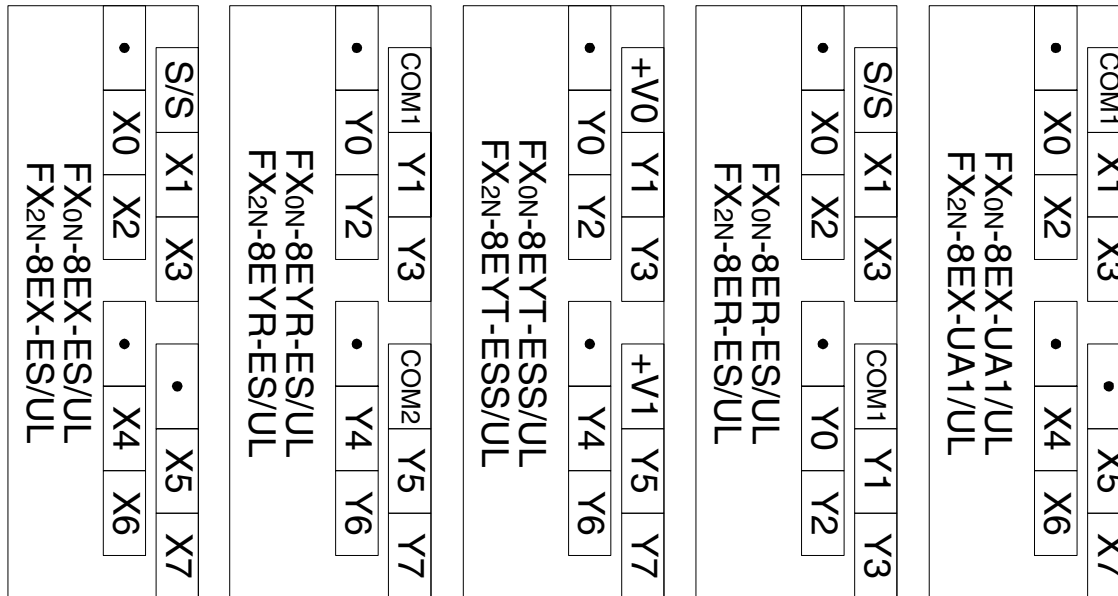 S/S X1 X3 • X5 X7
• X0 X2 • X4 X6
FX0N-8EX-ES/UL
FX2N-8EX-ES/UL
COM1 Y1 Y3 COM2 Y5 Y7
• Y0 Y2 • Y4 Y6
FX0N-8EYR-ES/UL
FX2N-8EYR-ES/UL
+V0 Y1 Y3 +V1 Y5 Y7
• Y0 Y2 • Y4 Y6
FX0N-8EYT-ESS/UL
FX2N-8EYT-ESS/UL
S/S X1 X3 COM1 Y1 Y3
• X0 X2 • Y0 Y2
FX0N-8ER-ES/UL
FX2N-8ER-ES/UL
COM1 X1 X3 • X5 X7
• X0 X2 • X4 X6
FX0N-8EX-UA1/UL
FX2N-8EX-UA1/UL